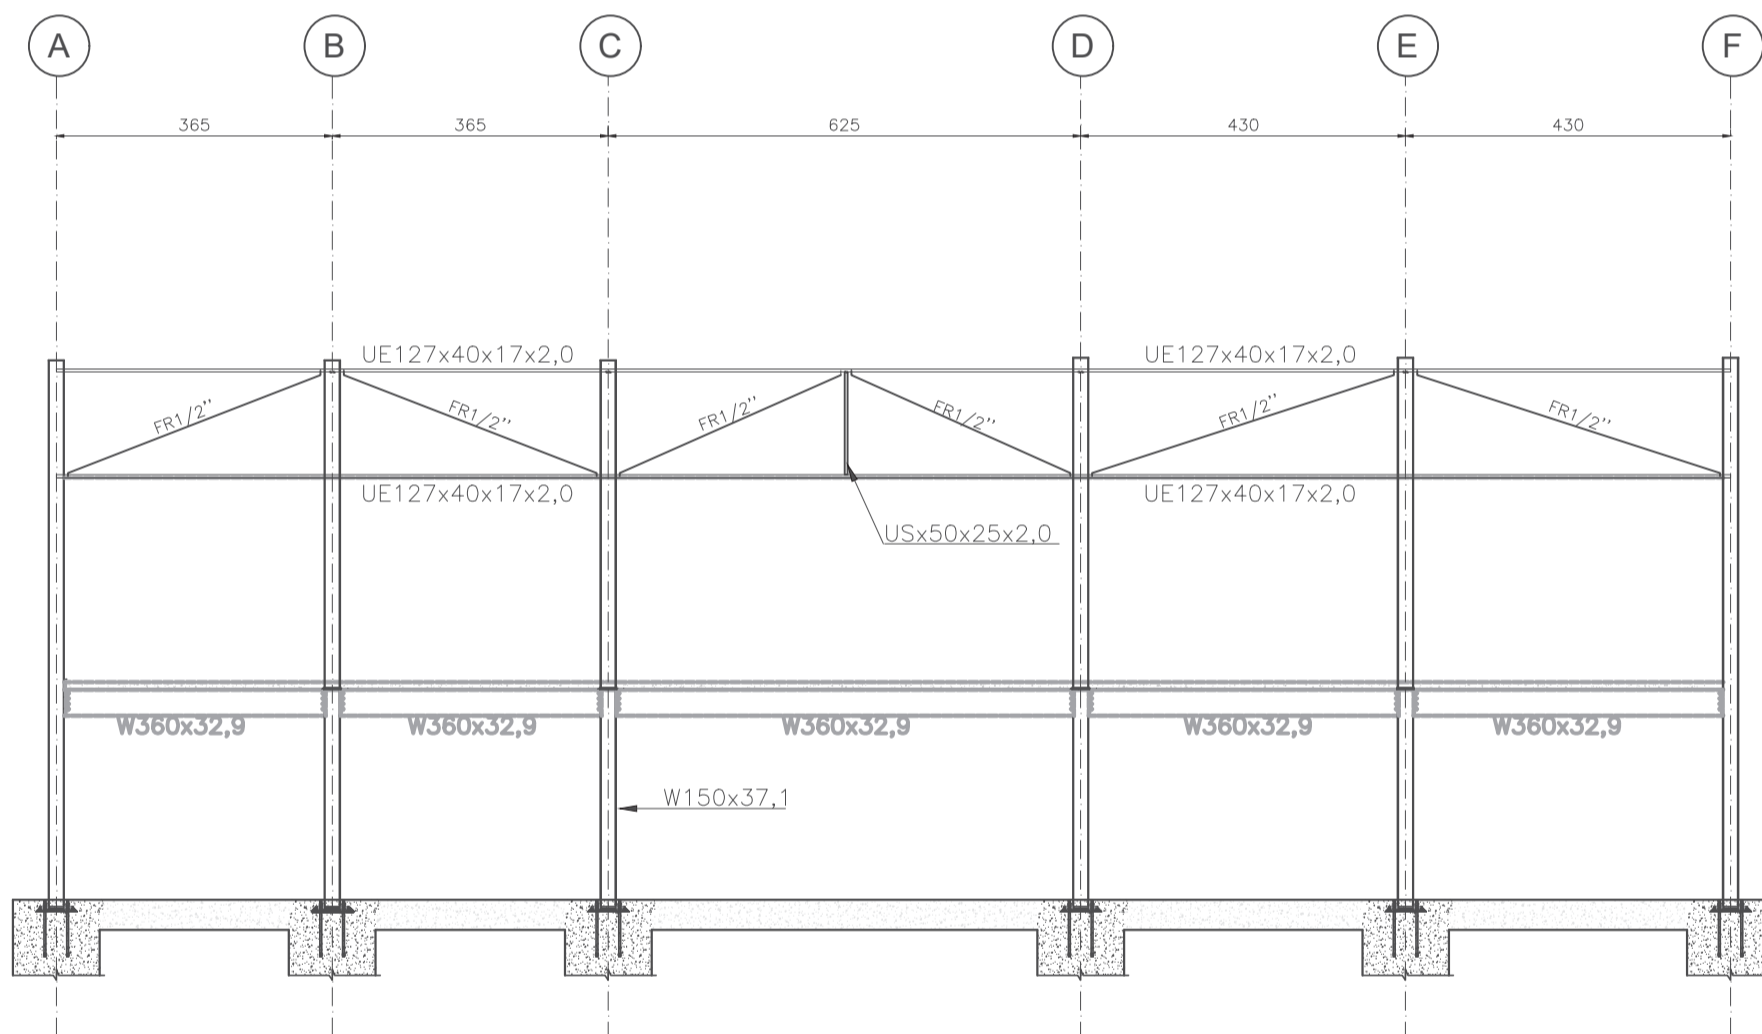 A B C D E F
365 365 625 430 430
UE127x40x17x2,0 UE127x40x17x2,0
FR1/2'' FR1/2'' FR1/2'' FR1/2'' FR1/2'' FR1/2''
UE127x40x17x2,0 UE127x40x17x2,0
USx50x25x2,0
W360x32,9 W360x32,9 W360x32,9 W360x32,9 W360x32,9
W150x37,1